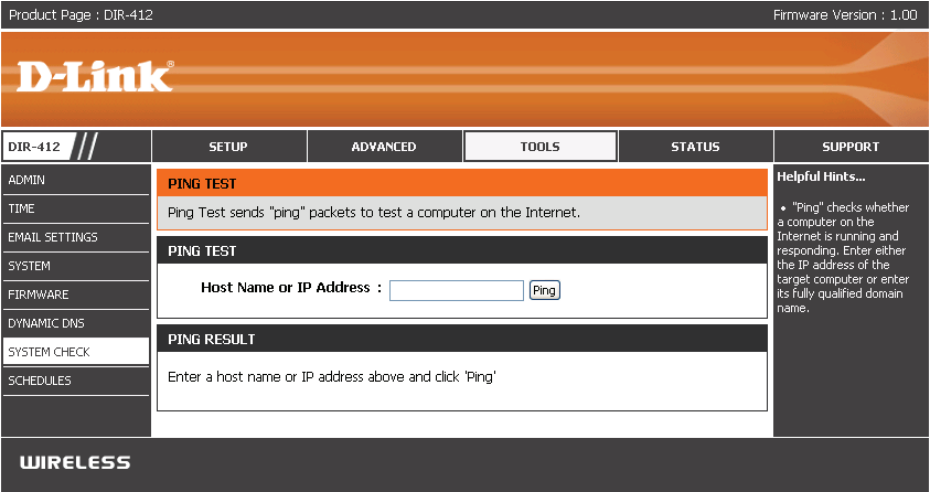 Product Page : DIR-412
Firmware Version : 1.00
D-Link®
DIR-412
SETUP
ADVANCED
TOOLS
STATUS
SUPPORT
ADMIN
TIME
EMAIL SETTINGS
SYSTEM
FIRMWARE
DYNAMIC DNS
SYSTEM CHECK
SCHEDULES
PING TEST
Ping Test sends "ping" packets to test a computer on the Internet.
PING TEST
Host Name or IP Address :
Ping
PING RESULT
Enter a host name or IP address above and click 'Ping'
Helpful Hints...
• "Ping" checks whether
a computer on the
Internet is running and
responding. Enter either
the IP address of the
target computer or enter
its fully qualified domain
name.
WIRELESS